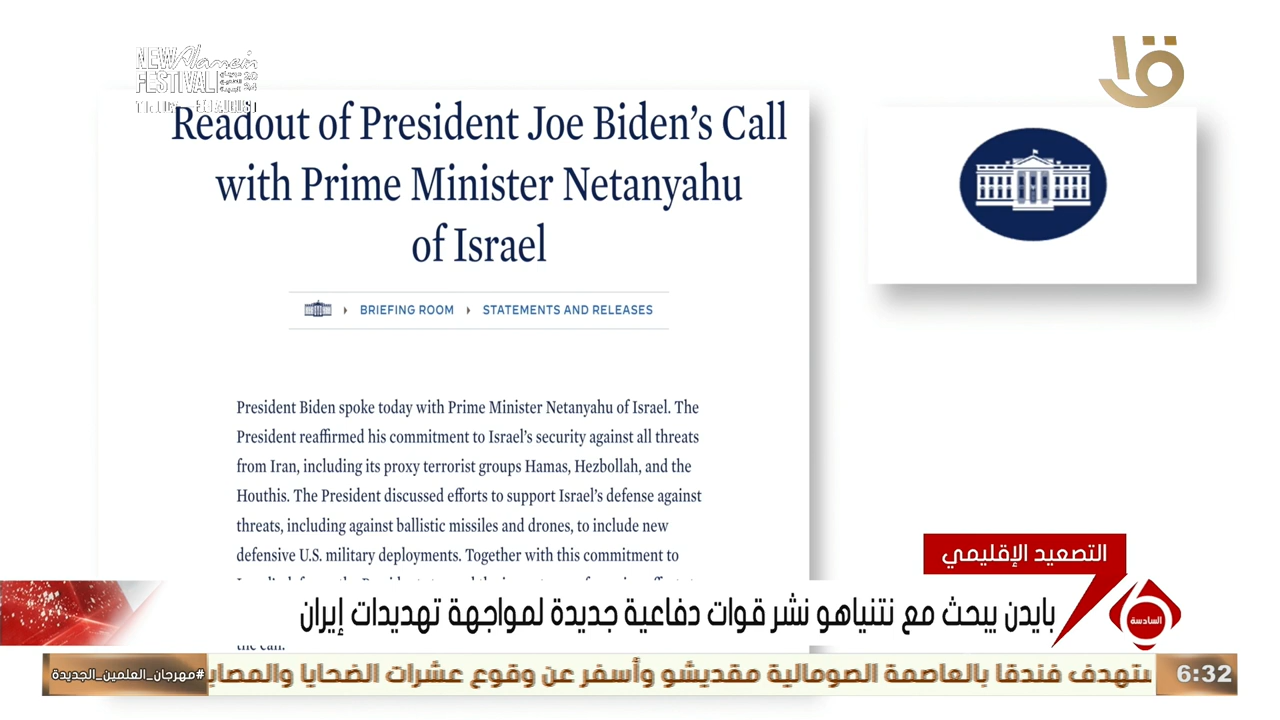 NEW Alamein
FESTIVAL
2024
Readout of President Joe Biden's Call
with Prime Minister Netanyahu
of Israel
BRIEFING ROOM
STATEMENTS AND RELEASES
President Biden spoke today with Prime Minister Netanyahu of Israel. The
President reaffirmed his commitment to Israel's security against all threats
from Iran, including its proxy terrorist groups Hamas, Hezbollah, and the
Houthis. The President discussed efforts to support Israel's defense against
threats, including against ballistic missiles and drones, to include new
defensive U.S. military deployments. Together with this commitment to
the call.
التصعيد الإقليمي
بايدن يبحث مع نتنياهو نشر قوات دفاعية جديدة لمواجهة تهديدات إيران
السادسة
6:32
ستهدف فندقا بالعاصمة الصومالية مقديشو وأسفر عن وقوع عشرات الضحايا والمصاب
#مهرجان_العلمين_الجديدة